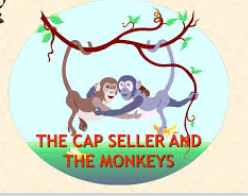 THE CAP SELLER AND
THE MONKEYS